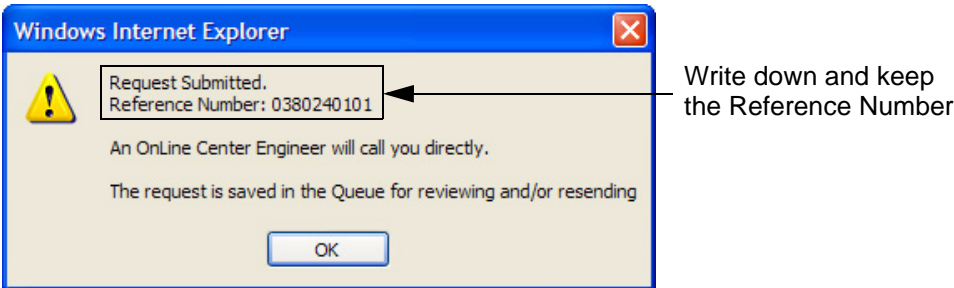 Windows Internet Explorer
Request Submitted.
Reference Number: 0380240101
An OnLine Center Engineer will call you directly.
The request is saved in the Queue for reviewing and/or resending
OK
Write down and keep
the Reference Number